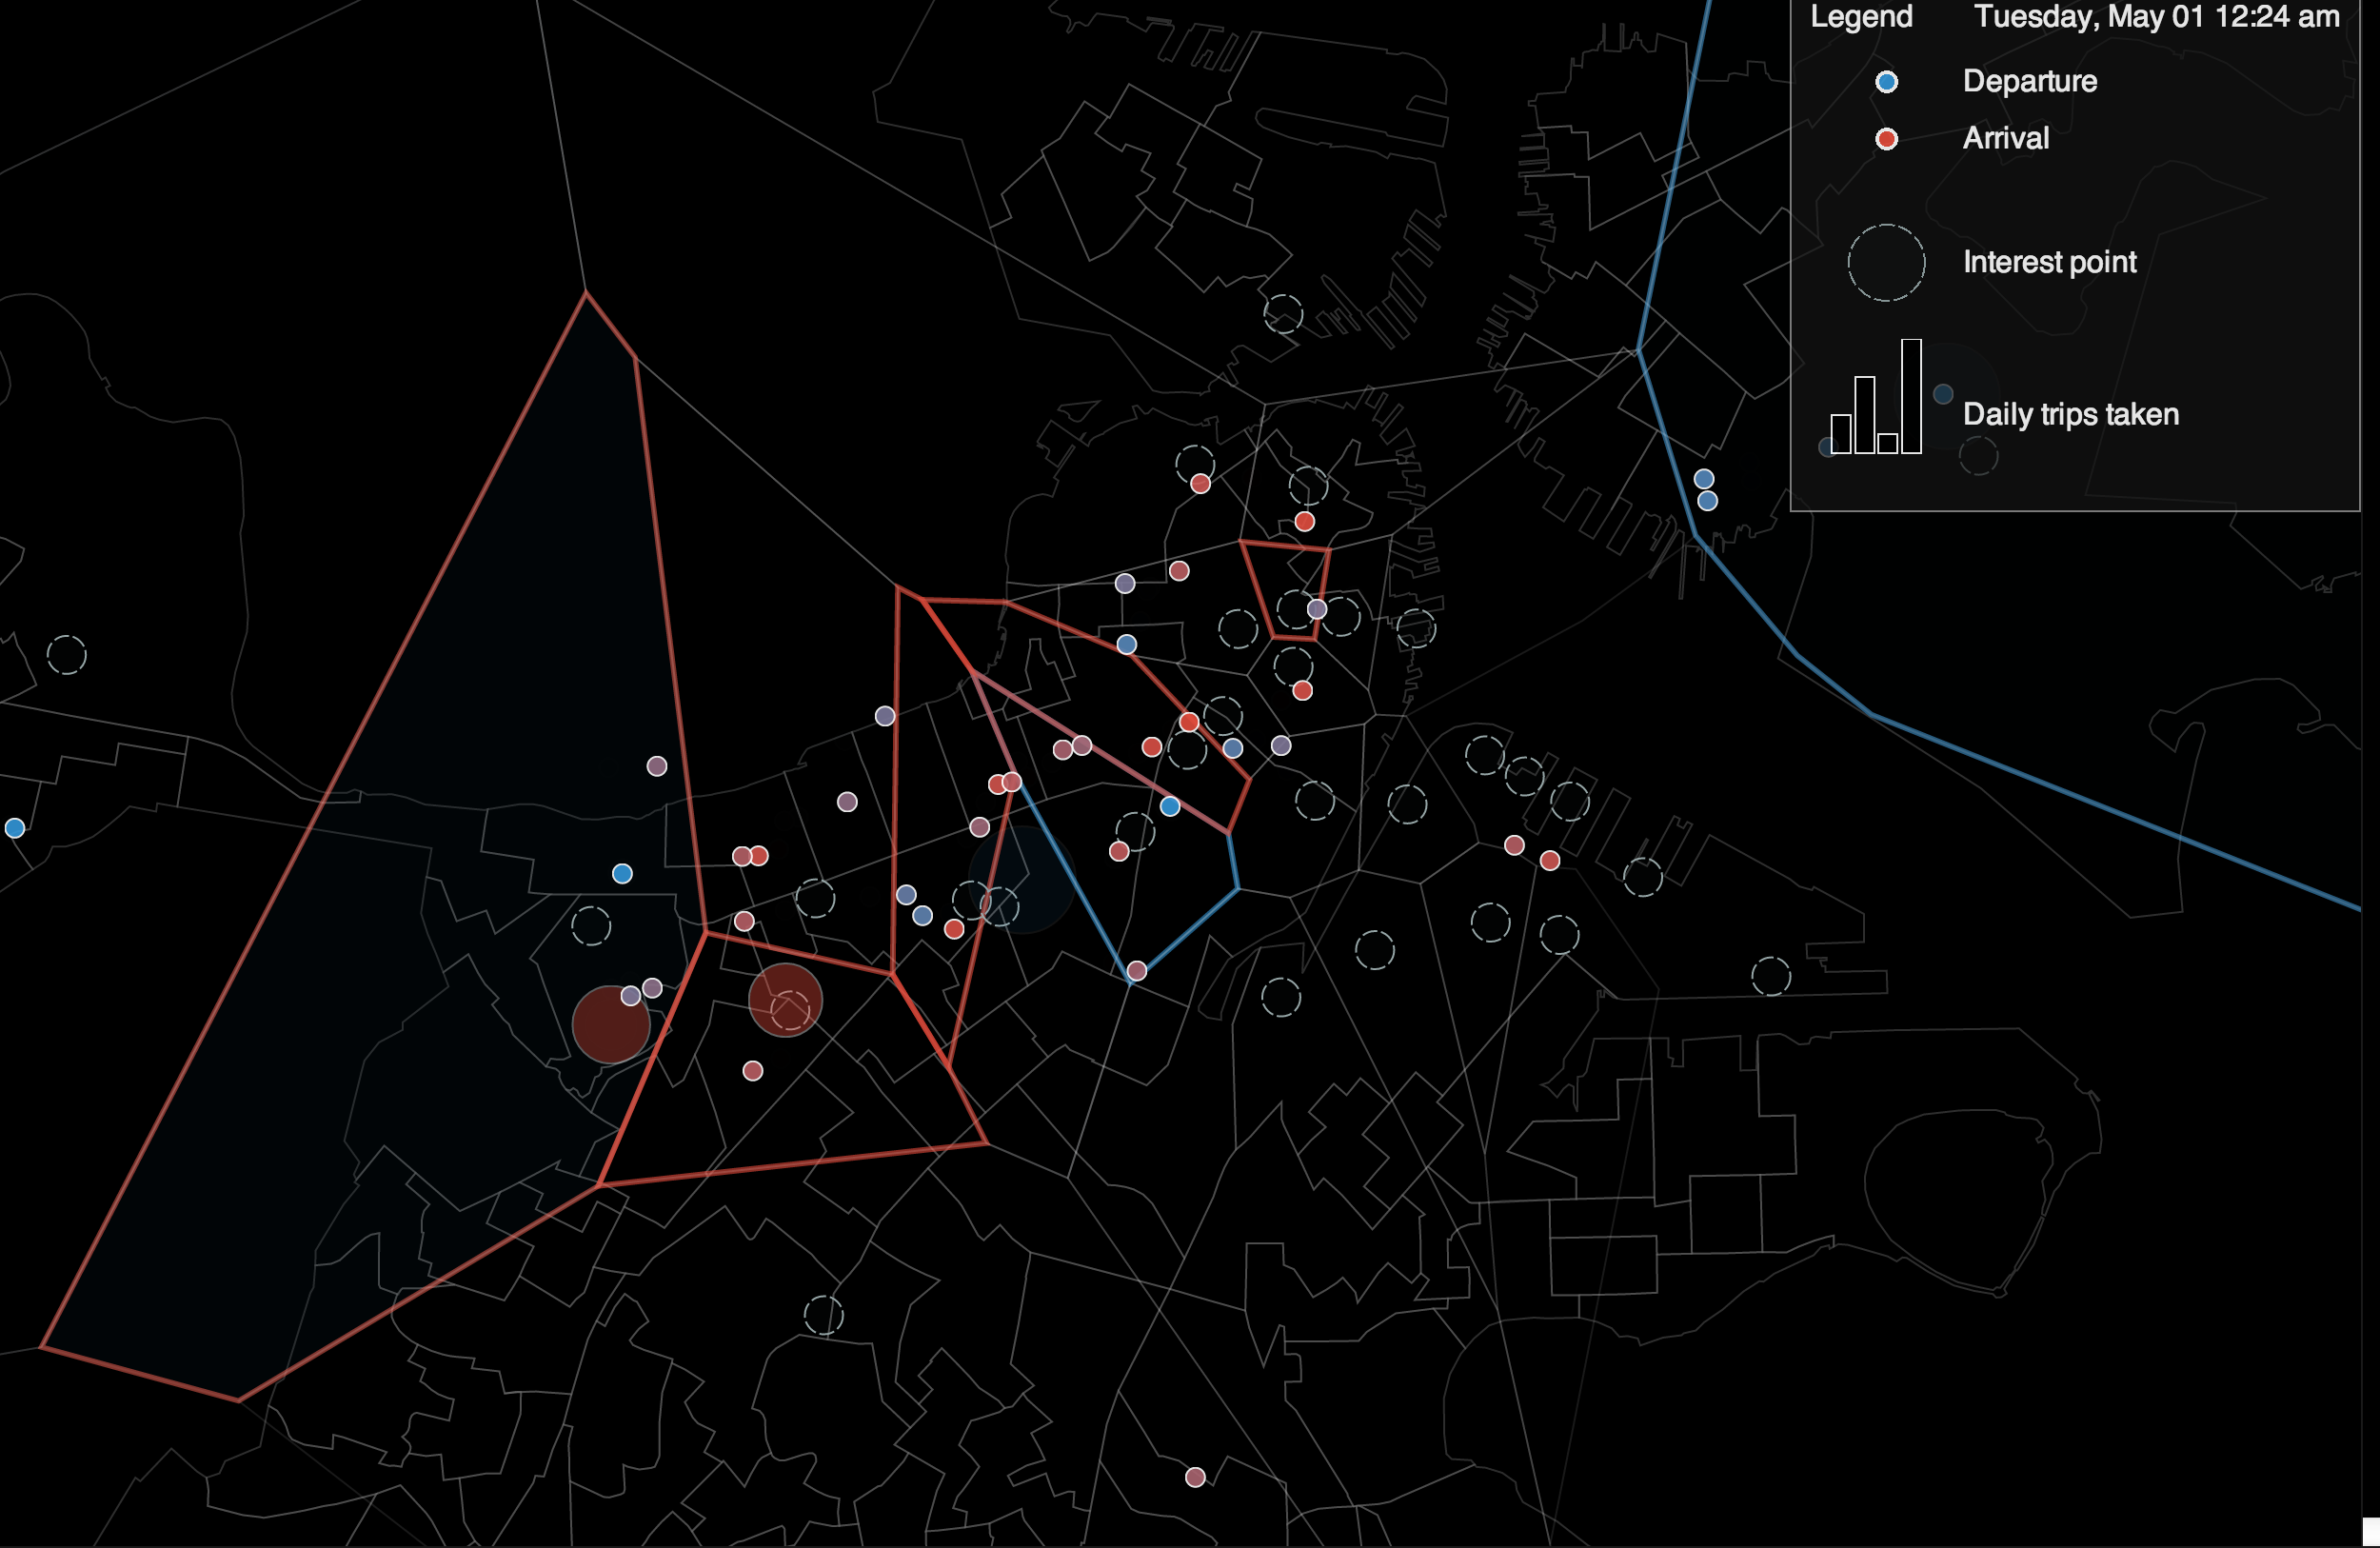 Legend Tuesday, May 01 12:24 am
Departure
Arrival
Interest point
Daily trips taken